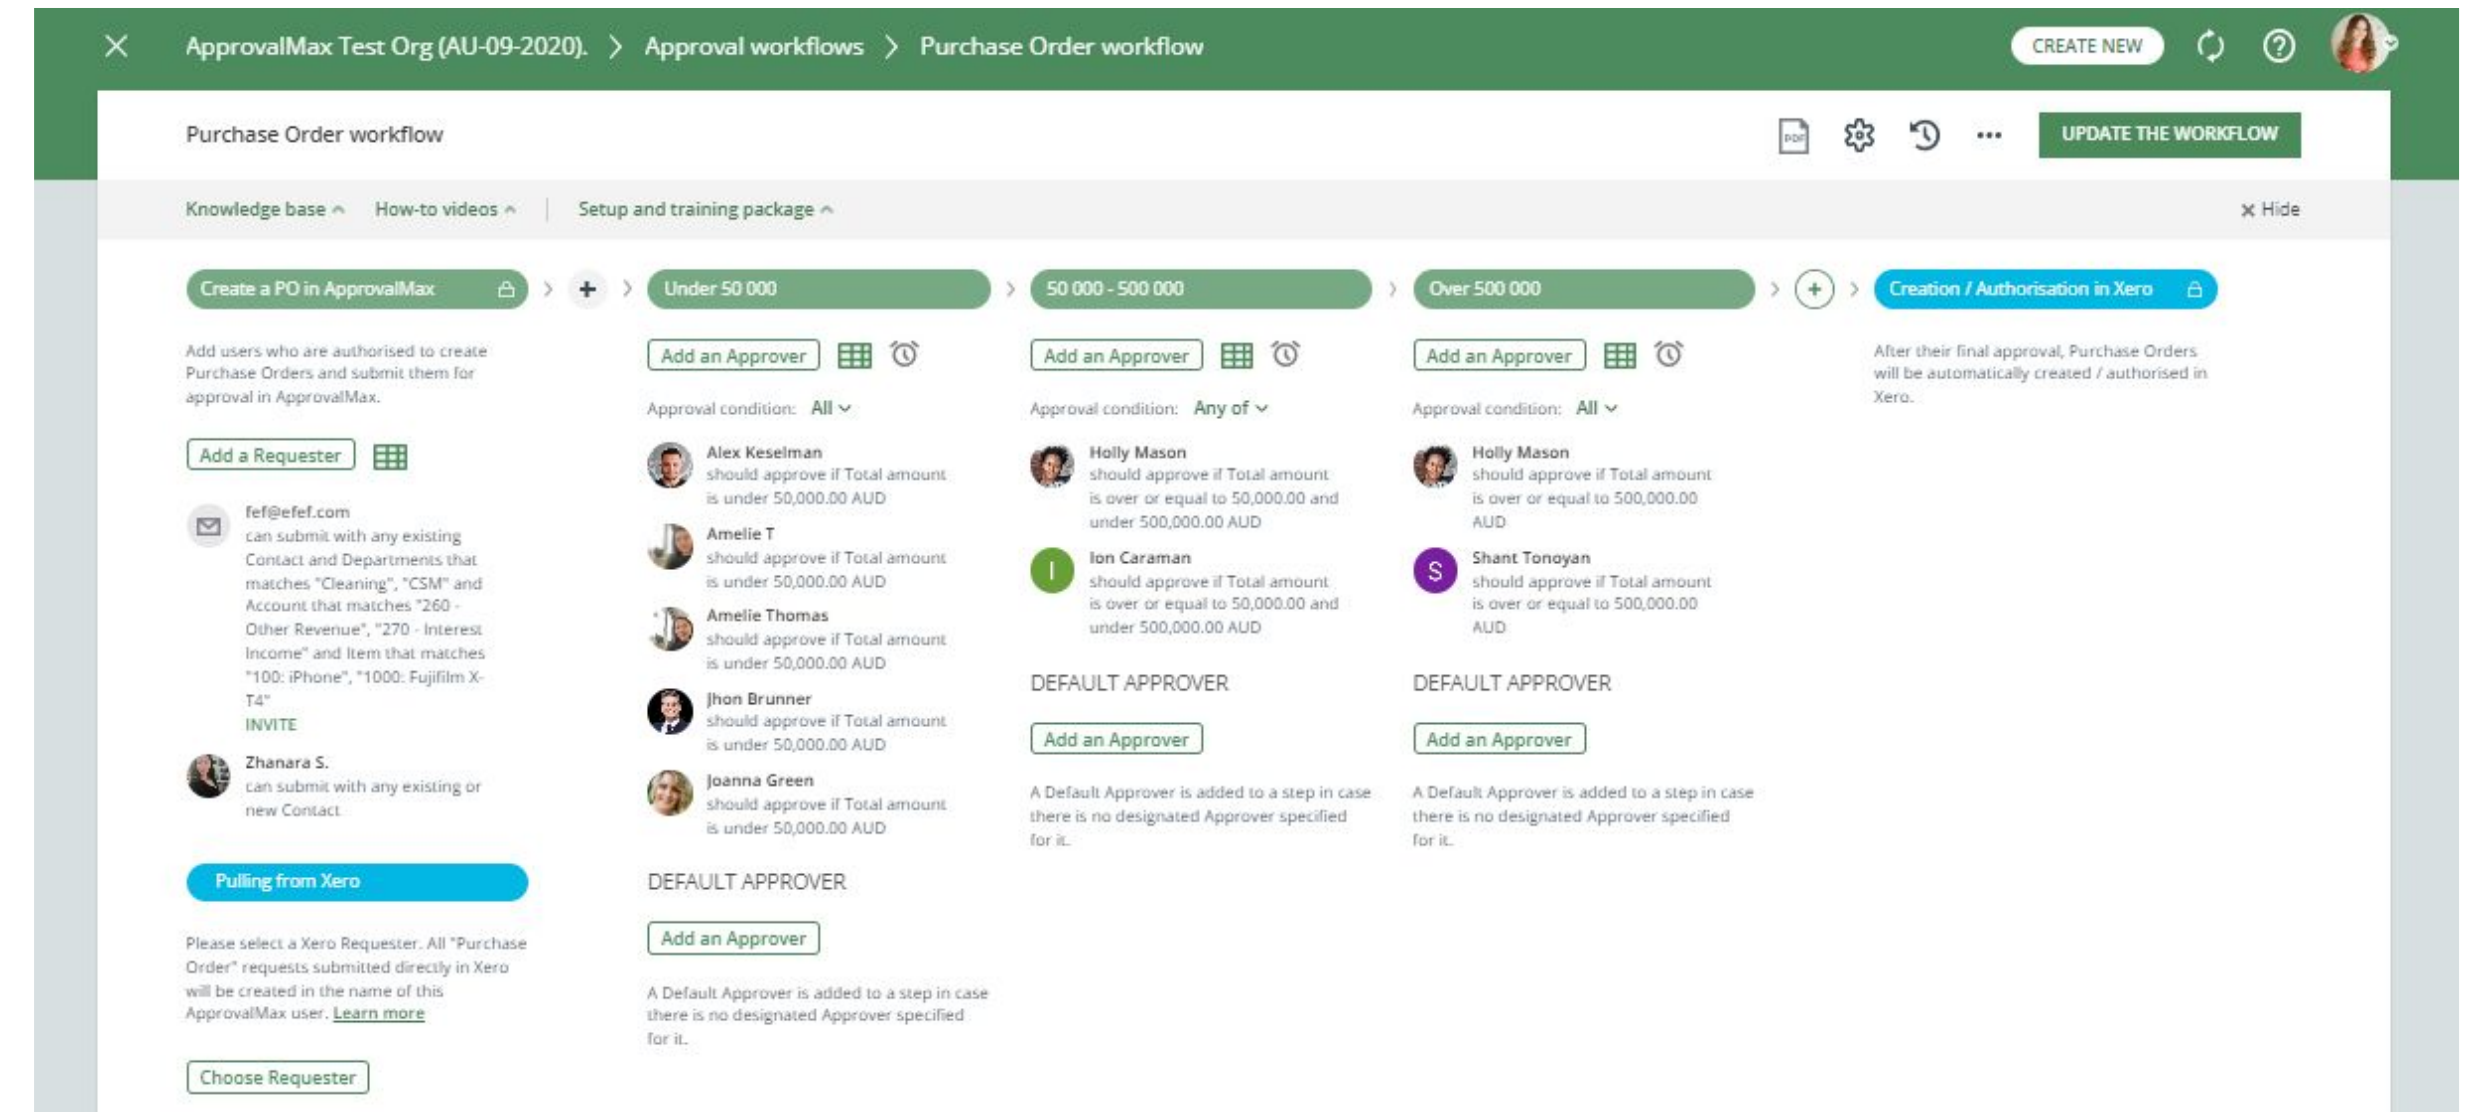 ApprovalMax Test Org (AU-09-2020). > Approval workflows > Purchase Order workflow
CREATE NEW
Purchase Order workflow
PDF
UPDATE THE WORKFLOW
Knowledge base
How-to videos
Setup and training package
Hide
Create a PO in ApprovalMax
Add users who are authorised to create
Purchase Orders and submit them for
approval in ApprovalMax.
Add a Requester
fef@efef.com
can submit with any existing
Contact and Departments that
matches "Cleaning", "CSM" and
Account that matches "260 -
Other Revenue", "270 - Interest
Income" and Item that matches
"100: iPhone", "1000: Fujifilm X-
T4"
INVITE
Zhanara S.
can submit with any existing or
new Contact
Pulling from Xero
Please select a Xero Requester. All "Purchase
Order" requests submitted directly in Xero
will be created in the name of this
ApprovalMax user. Learn more
Choose Requester
Under 50 000
Add an Approver
Approval condition: All
Alex Keselman
should approve if Total amount
is under 50,000.00 AUD
Amelie T
should approve if Total amount
is under 50,000.00 AUD
Amelie Thomas
should approve if Total amount
is under 50,000.00 AUD
Jhon Brunner
should approve if Total amount
is under 50,000.00 AUD
Joanna Green
should approve if Total amount
is under 50,000.00 AUD
DEFAULT APPROVER
Add an Approver
A Default Approver is added to a step in case
there is no designated Approver specified
for it.
50 000 - 500 000
Add an Approver
Approval condition: Any of
Holly Mason
should approve if Total amount
is over or equal to 50,000.00 and
under 500,000.00 AUD
I
Ion Caraman
should approve if Total amount
is over or equal to 50,000.00 and
under 500,000.00 AUD
DEFAULT APPROVER
Add an Approver
A Default Approver is added to a step in case
there is no designated Approver specified
for it.
Over 500 000
Add an Approver
Approval condition: All
Holly Mason
should approve if Total amount
is over or equal to 500,000.00
AUD
S
Shant Tonoyan
should approve if Total amount
is over or equal to 500,000.00
AUD
DEFAULT APPROVER
Add an Approver
A Default Approver is added to a step in case
there is no designated Approver specified
for it.
Creation / Authorisation in Xero
After their final approval, Purchase Orders
will be automatically created / authorised in
Xero.